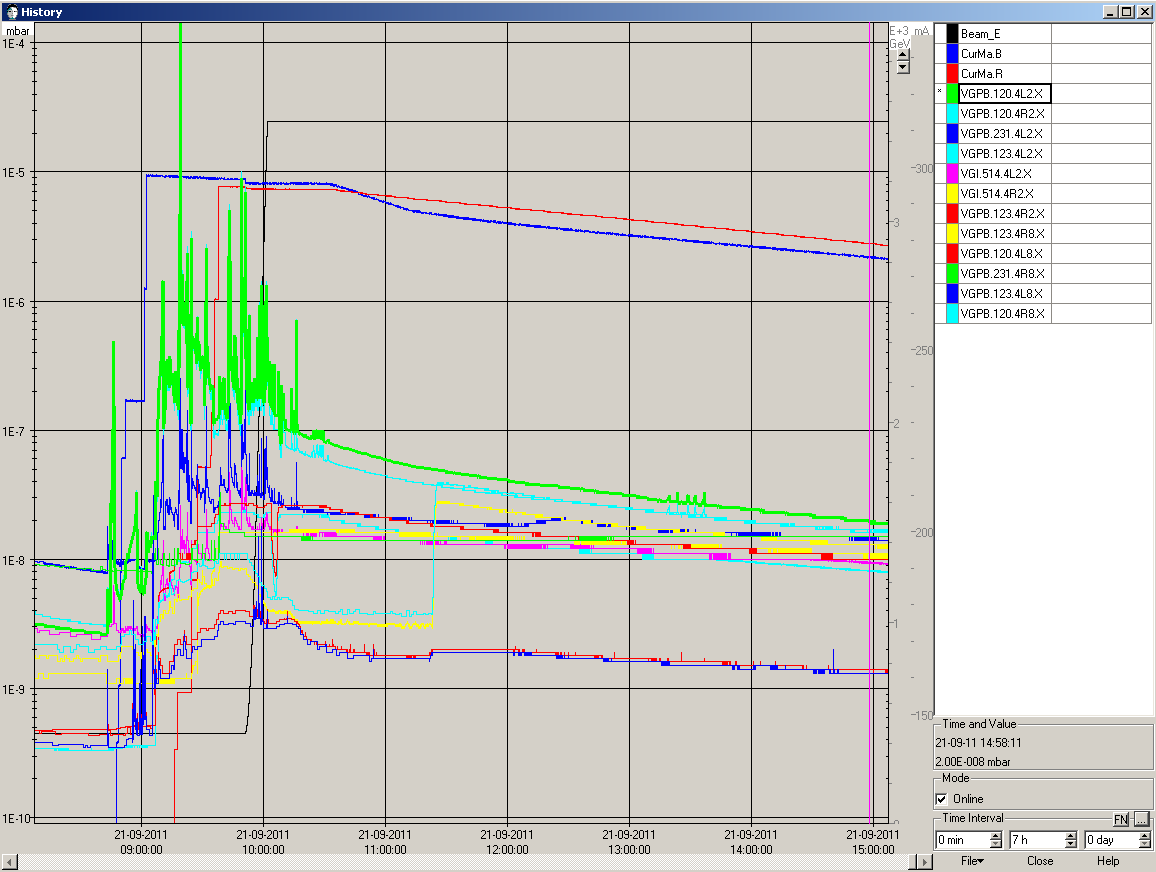 History
mbar
E+3 mA
GeV
1E-4
1E-5
1E-6
1E-7
1E-8
1E-9
1E-10
300
3
250
2
200
1
150
0
21-09-2011 21-09-2011 21-09-2011 21-09-2011 21-09-2011 21-09-2011 21-09-2011
09:00:00 10:00:00 11:00:00 12:00:00 13:00:00 14:00:00 15:00:00
Beam_E
CurMa.B
CurMa.R
* VGPB.120.4L2.X
VGPB.120.4R2.X
VGPB.231.4L2.X
VGPB.123.4L2.X
VGI.514.4L2.X
VGI.514.4R2.X
VGPB.123.4R2.X
VGPB.123.4R8.X
VGPB.120.4L8.X
VGPB.231.4R8.X
VGPB.123.4L8.X
VGPB.120.4R8.X
Time and Value
21-09-11 14:58:11
2.00E-008 mbar
Mode
Online
Time Interval FN ...
0 min 7 h 0 day
File Close Help